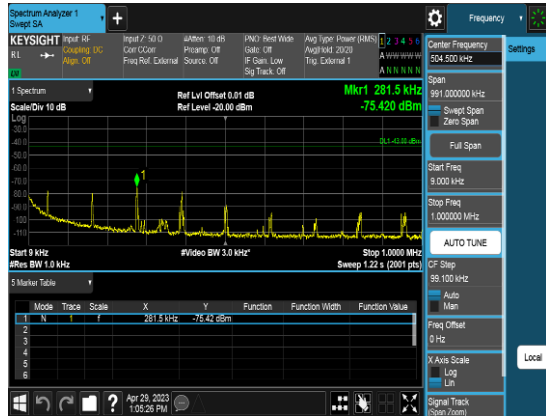 Spectrum Analyzer 1
Swept SA
+
Frequency
KEYSIGHT
RL
LV
Input: RF
Coupling: DC
Align: Off
Input Z: 50 Ω
Corr CCorr
Freq Ref: External
#Atten: 10 dB
Preamp: Off
Source: Off
PNO: Best Wide
Gate: Off
IF Gain: Low
Sig Track: Off
Avg Type: Power (RMS)
Avg|Hold: 20/20
Trig: External 1
1 2 3 4 5 6
A W W W W W
A N N N N N
1 Spectrum
Scale/Div 10 dB
Ref Lvl Offset 0.01 dB
Ref Level -20.00 dBm
Mkr1 281.5 kHz
-75.420 dBm
Log
-30.0
-40.0
-50.0
-60.0
-70.0
-80.0
-90.0
-100
-110
1
Start 9 kHz
#Res BW 1.0 kHz
#Video BW 3.0 kHz*
Stop 1.0000 MHz
Sweep 1.22 s (2001 pts)
5 Marker Table
Mode Trace Scale X Y Function Function Width Function Value
1 N 1 f 281.5 kHz -75.42 dBm
2
3
4
5
6
Apr 29, 2023
1:05:26 PM
Center Frequency
504.500 kHz
Settings
Span
991.000000 kHz
Swept Span
Zero Span
Full Span
Start Freq
9.000 kHz
Stop Freq
1.000000 MHz
AUTO TUNE
CF Step
99.100 kHz
Auto
Man
Freq Offset
0 Hz
X Axis Scale
Log
Lin
Local
Signal Track
(Span Zoom)